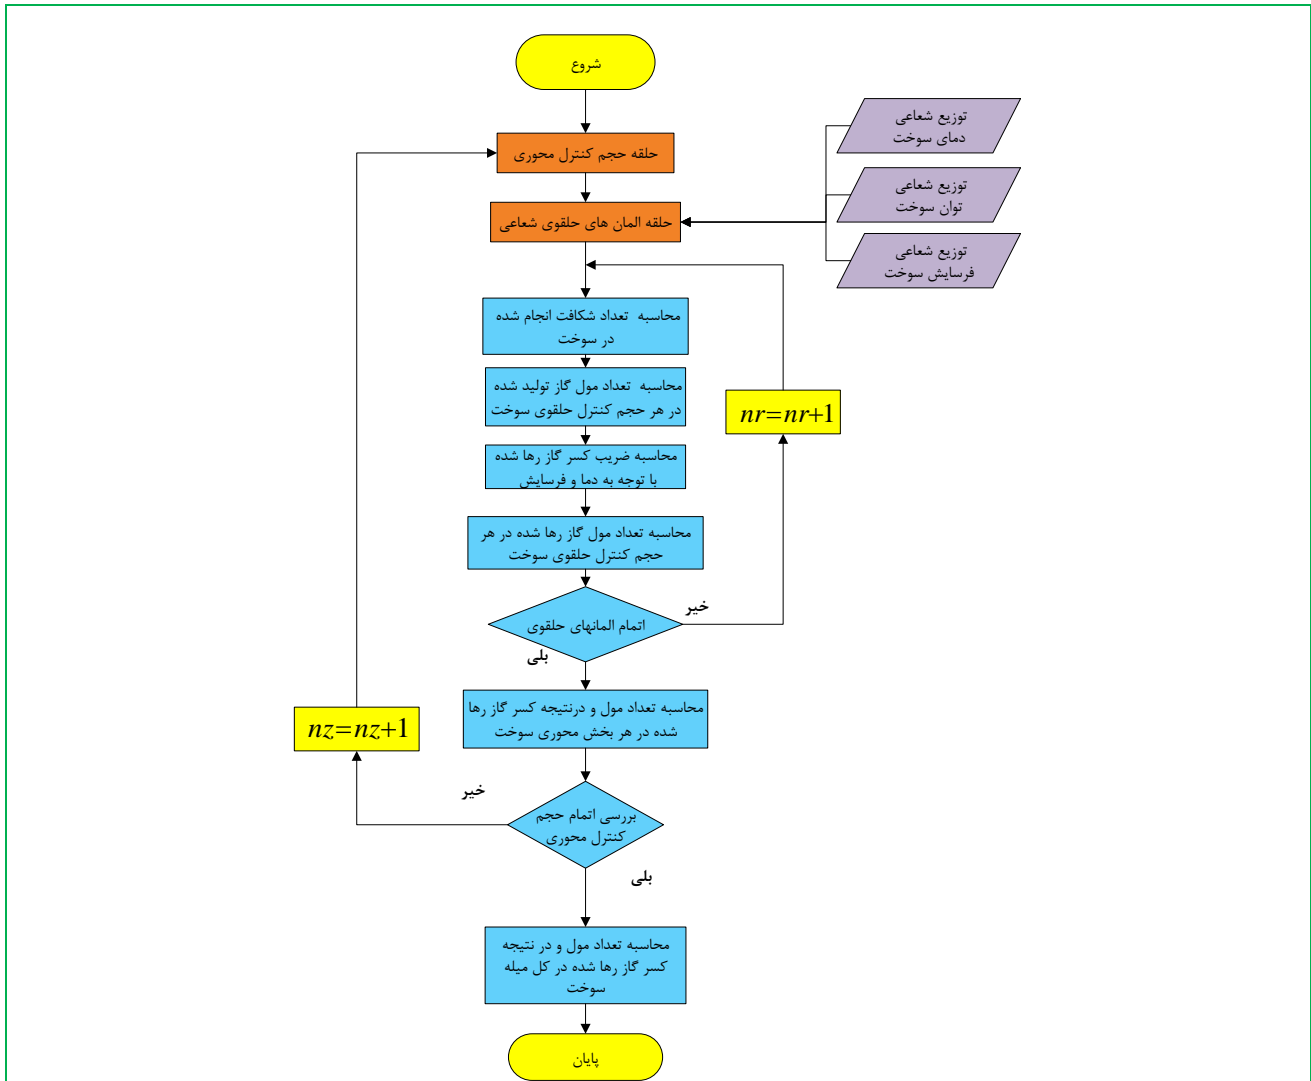 شروع
حلقه حجم کنترل محوری
حلقه المان های حلقوی شعاعی
توزیع شعاعی
دمای سوخت
توزیع شعاعی
توان سوخت
توزیع شعاعی
فرسایش سوخت
محاسبه تعداد شکافت انجام شده
در سوخت
محاسبه تعداد مول گاز تولید شده
در هر حجم کنترل حلقوی سوخت
محاسبه ضریب کسر گاز رها شده
با توجه به دما و فرسایش
محاسبه تعداد مول گاز رها شده در هر
حجم کنترل حلقوی سوخت
اتمام المانهای حلقوی
خیر
nr=nr+1
بلی
محاسبه تعداد مول و درنتیجه کسر گاز رها
شده در هر بخش محوری سوخت
nz=nz+1
خیر
بررسی اتمام حجم
کنترل محوری
بلی
محاسبه تعداد مول و در نتیجه
کسر گاز رها شده در کل میله
سوخت
پایان